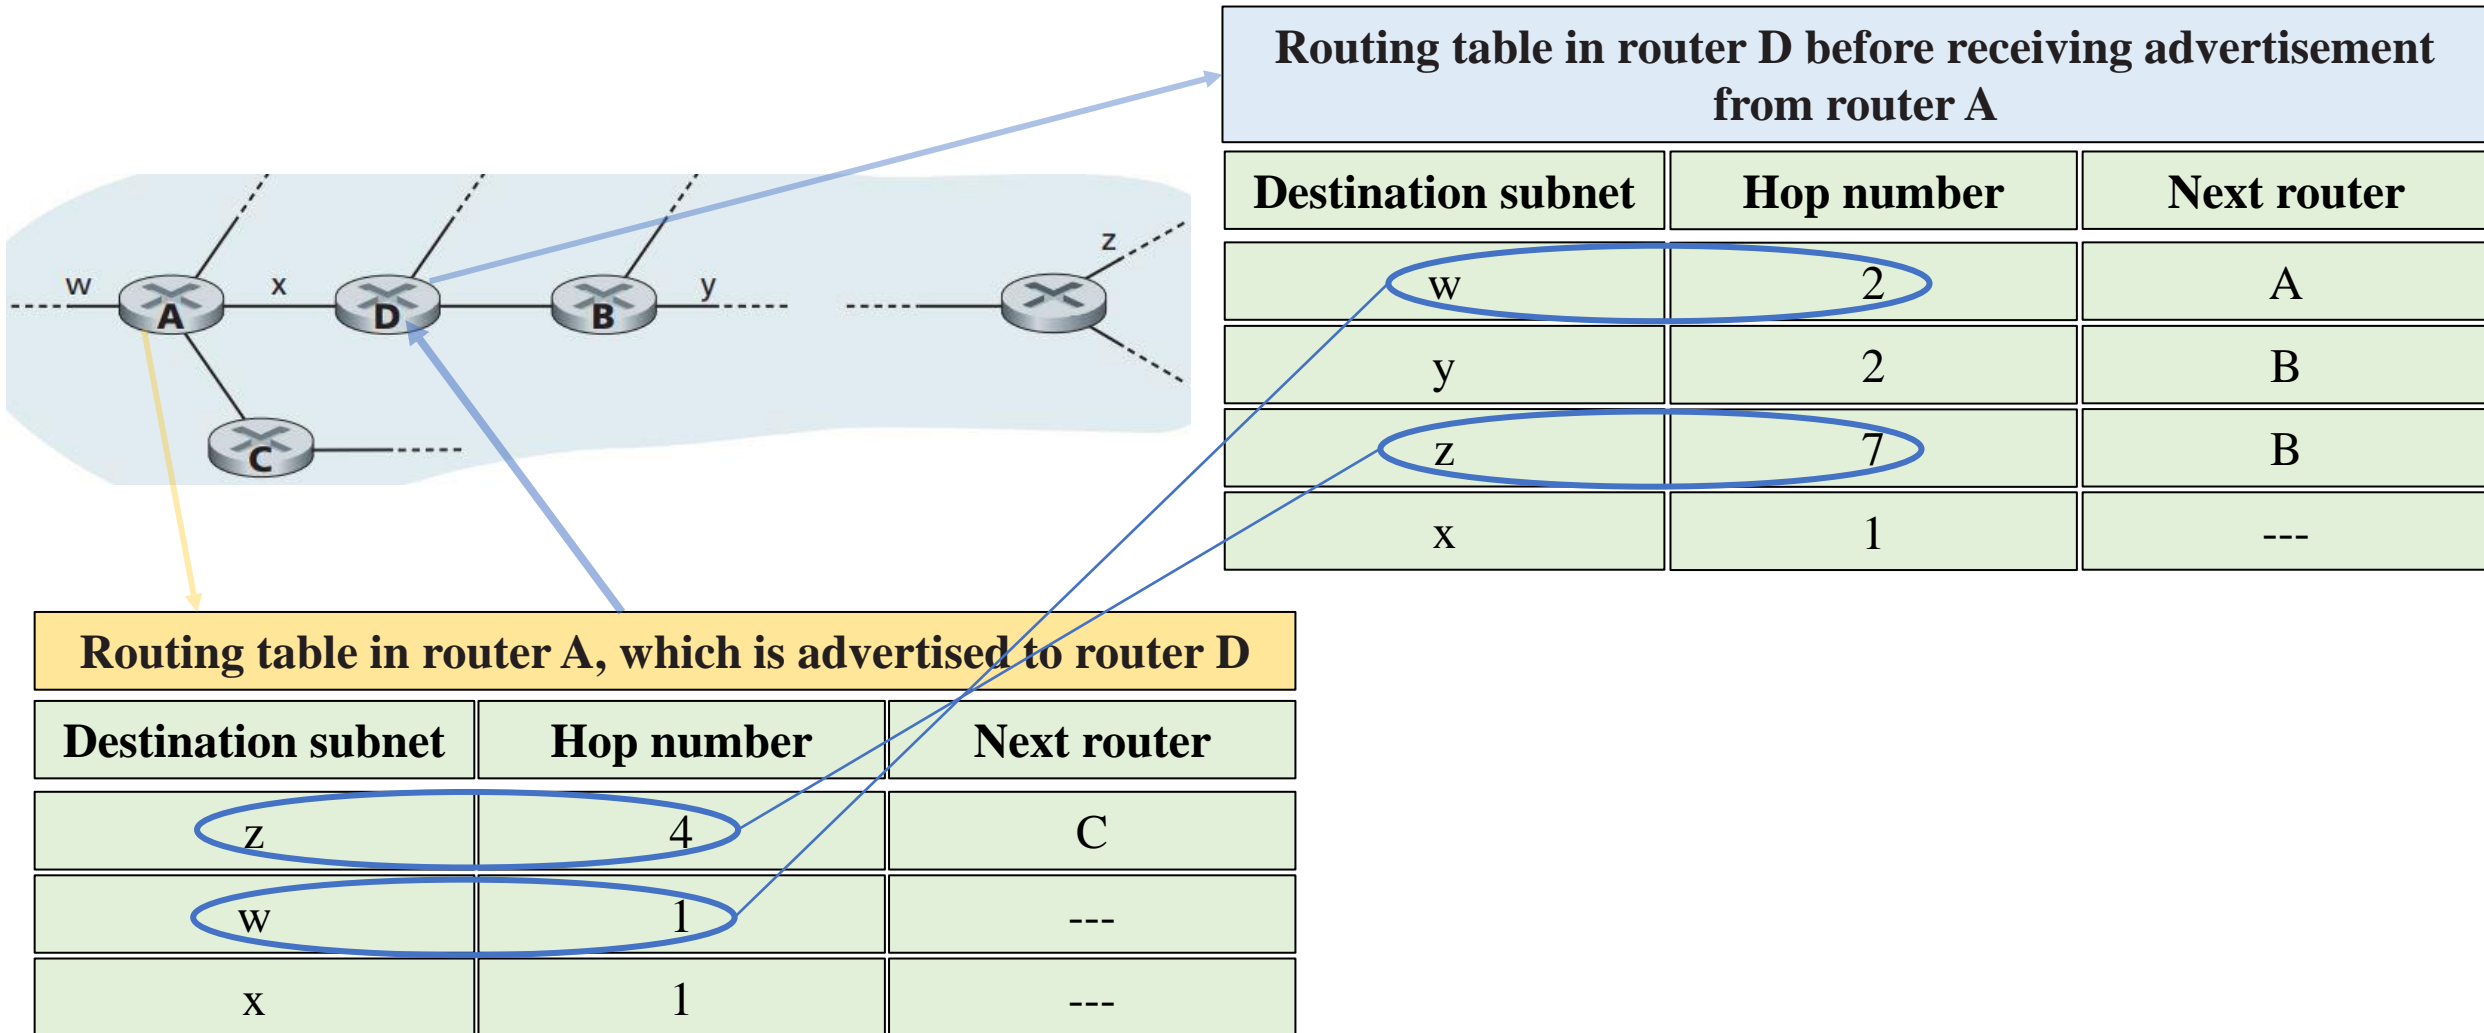 Routing table in router D before receiving advertisement
from router A
Destination subnet Hop number Next router
w 2 A
y 2 B
z 7 B
x 1 ---
w A x D B y z
C
Routing table in router A, which is advertised to router D
Destination subnet Hop number Next router
z 4 C
w 1 ---
x 1 ---